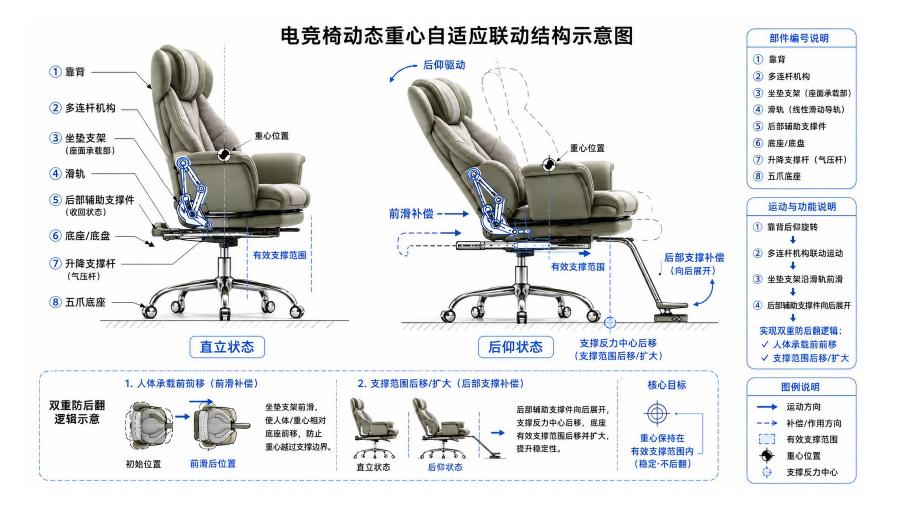 电竞椅动态重心自适应联动结构示意图
① 靠背
② 多连杆机构
③ 坐垫支架
(座面承载部)
④ 滑轨
⑤ 后部辅助支撑件
(收回状态)
⑥ 底座/底盘
⑦ 升降支撑杆
(气压杆)
⑧ 五爪底座
重心位置
有效支撑范围
直立状态
后仰驱动
重心位置
前滑补偿
有效支撑范围
后部支撑补偿
(向后展开)
后仰状态
支撑反力中心后移
(支撑范围后移/扩大)
部件编号说明
① 靠背
② 多连杆机构
③ 坐垫支架（座面承载部）
④ 滑轨（线性滑动导轨）
⑤ 后部辅助支撑件
⑥ 底座/底盘
⑦ 升降支撑杆（气压杆）
⑧ 五爪底座
运动与功能说明
① 靠背后仰旋转
② 多连杆机构联动运动
③ 坐垫支架沿滑轨前滑
④ 后部辅助支撑件向后展开
实现双重防后翻逻辑：
✓ 人体承载前前移
✓ 支撑范围后移/扩大
图例说明
运动方向
补偿/作用方向
有效支撑范围
重心位置
支撑反力中心
双重防后翻
逻辑示意
1. 人体承载前前移（前滑补偿）
初始位置
前滑后位置
坐垫支架前滑，
使人体/重心相对
底座前移，防止
重心越过支撑边界。
2. 支撑范围后移/扩大（后部支撑补偿）
直立状态
后仰状态
后部辅助支撑件向后展开，
支撑反力中心后移，底座
有效支撑范围后移并扩大，
提升稳定性。
核心目标
重心保持在
有效支撑范围内
(稳定·不后翻)